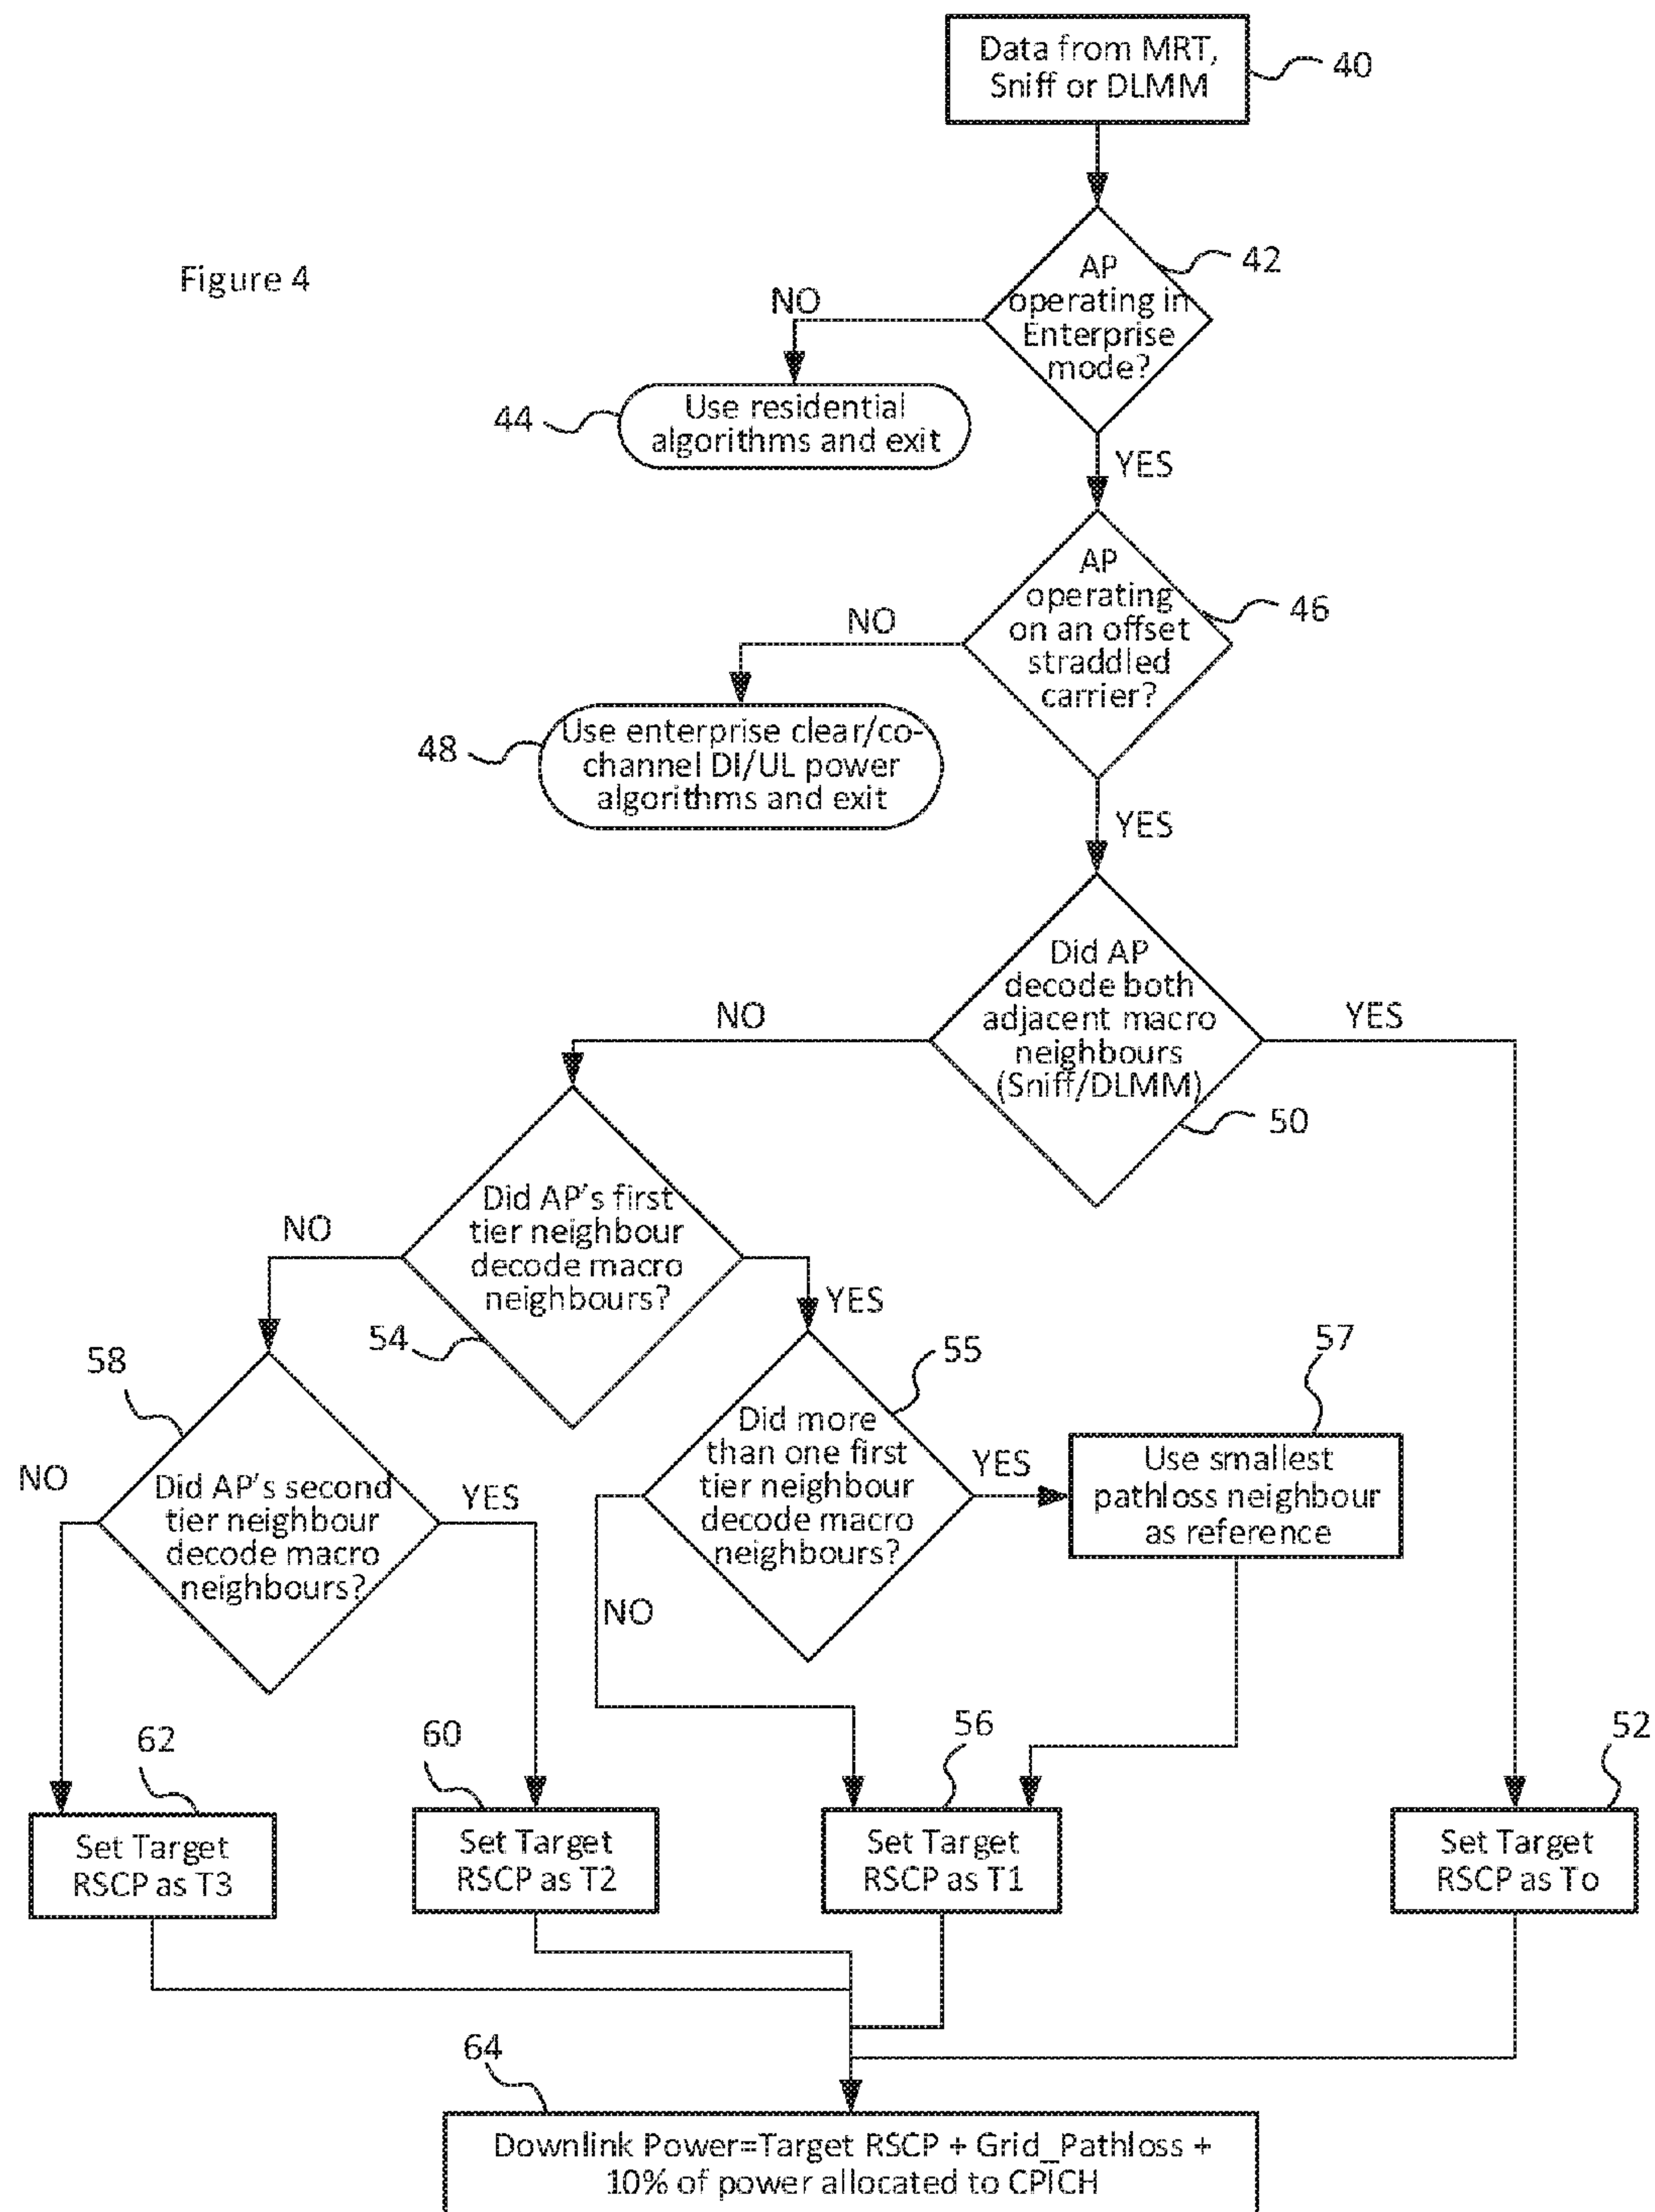 Data from MRT,
Sniff or DLMM
40
Figure 4
AP
operating in
Enterprise
mode?
42
NO
44
Use residential
algorithms and exit
YES
AP
operating
on an offset
straddled
carrier?
46
NO
48
Use enterprise clear/co-
channel DI/UL power
algorithms and exit
YES
Did AP
decode both
adjacent macro
neighbours
(Sniff/DLMM)
50
NO
YES
Did AP's first
tier neighbour
decode macro
neighbours?
54
NO
YES
58
Did AP's second
tier neighbour
decode macro
neighbours?
NO
YES
55
Did more
than one first
tier neighbour
decode macro
neighbours?
YES
NO
57
Use smallest
pathloss neighbour
as reference
62
Set Target
RSCP as T3
60
Set Target
RSCP as T2
56
Set Target
RSCP as T1
52
Set Target
RSCP as To
64
Downlink Power=Target RSCP + Grid_Pathloss +
10% of power allocated to CPICH